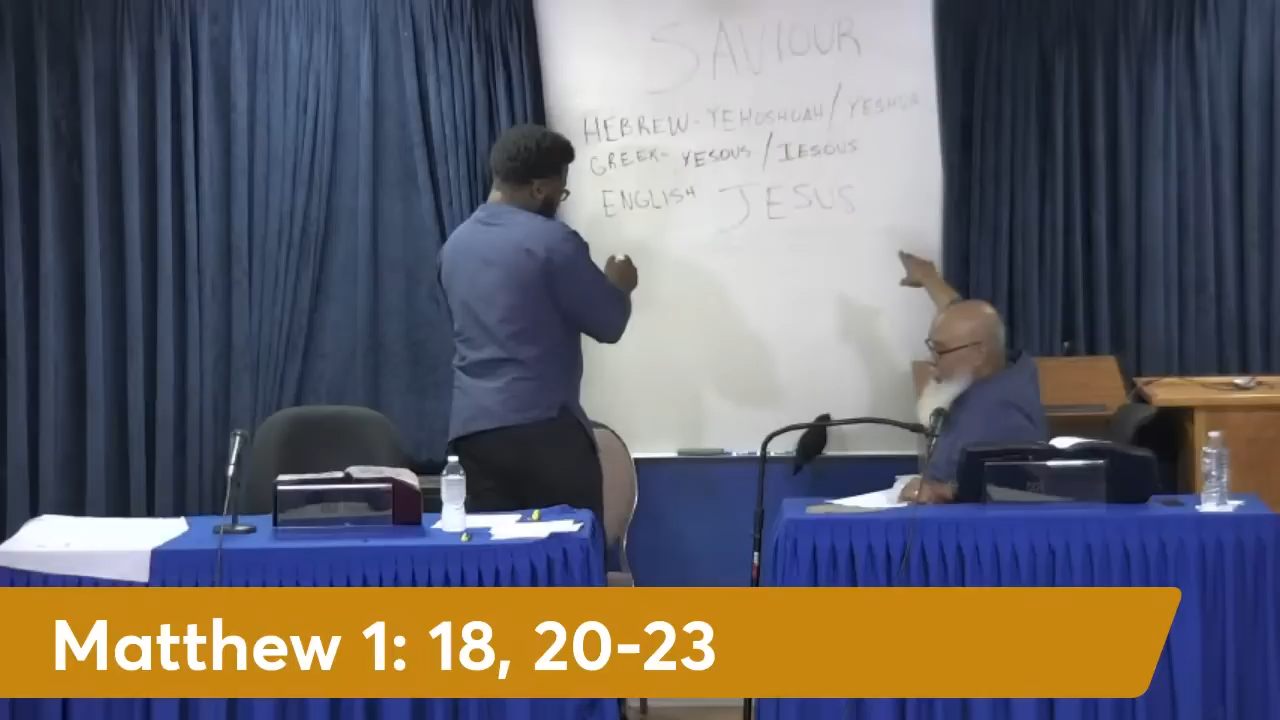 SAVIOUR
HEBREW- YEHOSHUAH / YESHUA
GREEK- YESOUS / IESOUS
ENGLISH JESUS
Matthew 1: 18, 20-23